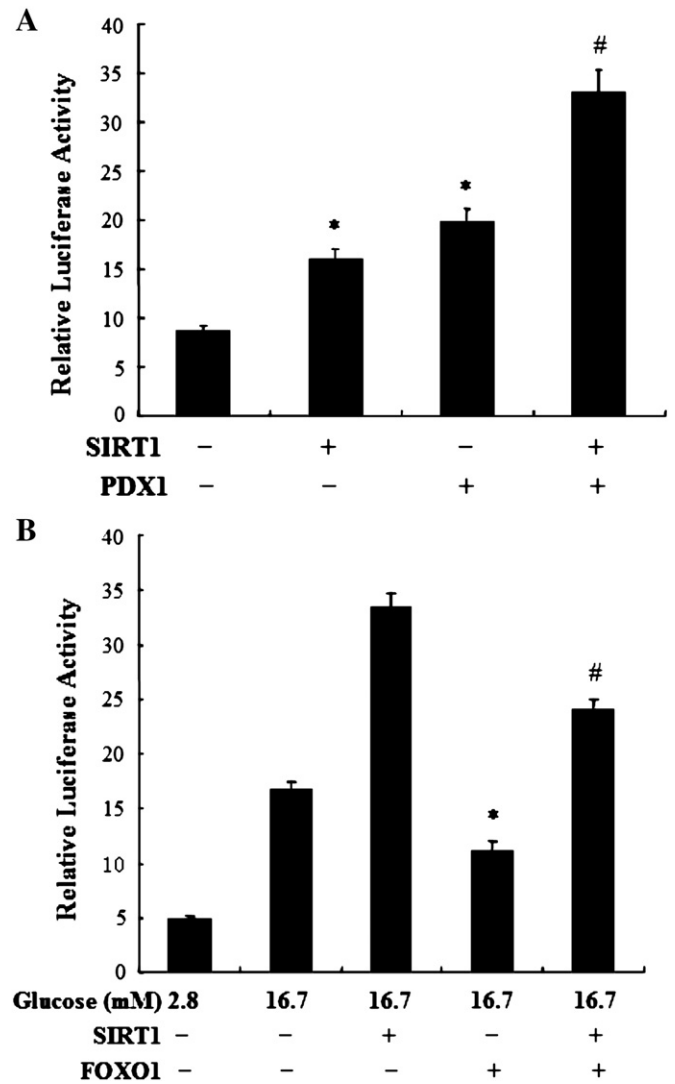 A
Relative Luciferase Activity
40
35
30
25
20
15
10
5
0
* * #
SIRT1 − + − +
PDX1 − − + +
B
Relative Luciferase Activity
40
35
30
25
20
15
10
5
0
* #
Glucose (mM) 2.8 16.7 16.7 16.7 16.7
SIRT1 − − + − +
FOXO1 − − − + +